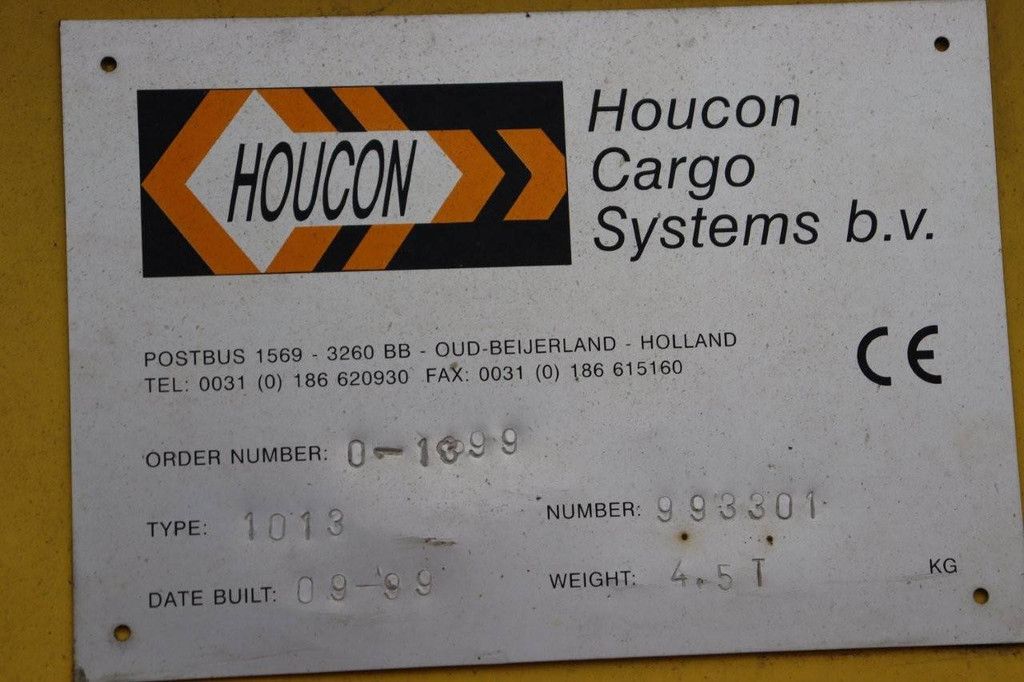 HOUCON
Houcon
Cargo
Systems b.v.
POSTBUS 1569 - 3260 BB - OUD-BEIJERLAND - HOLLAND
TEL: 0031 (0) 186 620930 FAX: 0031 (0) 186 615160
CE
ORDER NUMBER:
TYPE: 1013
NUMBER: 993301
DATE BUILT: 09-99
WEIGHT: 4.5T KG